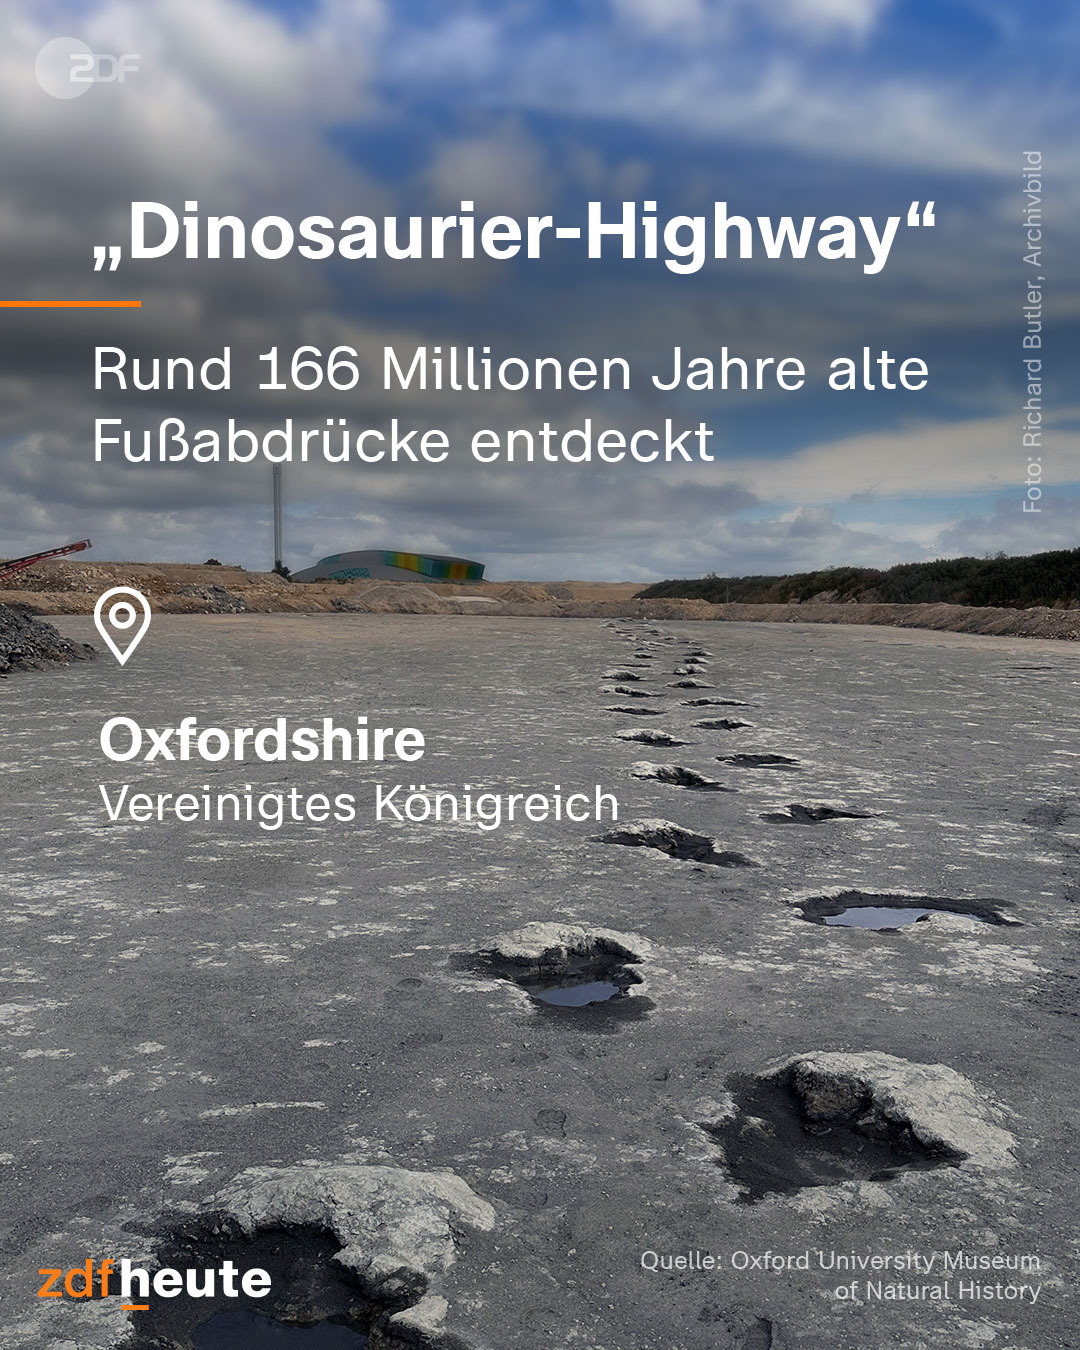 ZDF
„Dinosaurier-Highway“
Rund 166 Millionen Jahre alte
Fußabdrücke entdeckt
Foto: Richard Butler, Archivbild
Oxfordshire
Vereinigtes Königreich
zdfheute
Quelle: Oxford University Museum
of Natural History